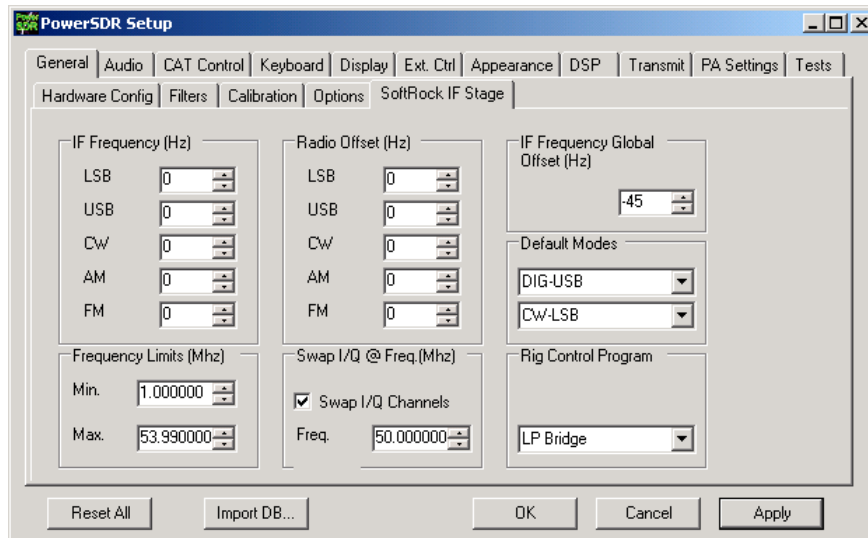 Power SDR PowerSDR Setup
General Audio CAT Control Keyboard Display Ext. Ctrl Appearance DSP Transmit PA Settings Tests
Hardware Config Filters Calibration Options SoftRock IF Stage
IF Frequency (Hz)
LSB 0
USB 0
CW 0
AM 0
FM 0
Radio Offset (Hz)
LSB 0
USB 0
CW 0
AM 0
FM 0
IF Frequency Global
Offset (Hz)
-45
Default Modes
DIG-USB
CW-LSB
Frequency Limits (Mhz)
Min. 1.000000
Max. 53.990000
Swap I/Q @ Freq.(Mhz)
Swap I/Q Channels
Freq. 50.000000
Rig Control Program
LP Bridge
Reset All Import DB... OK Cancel Apply